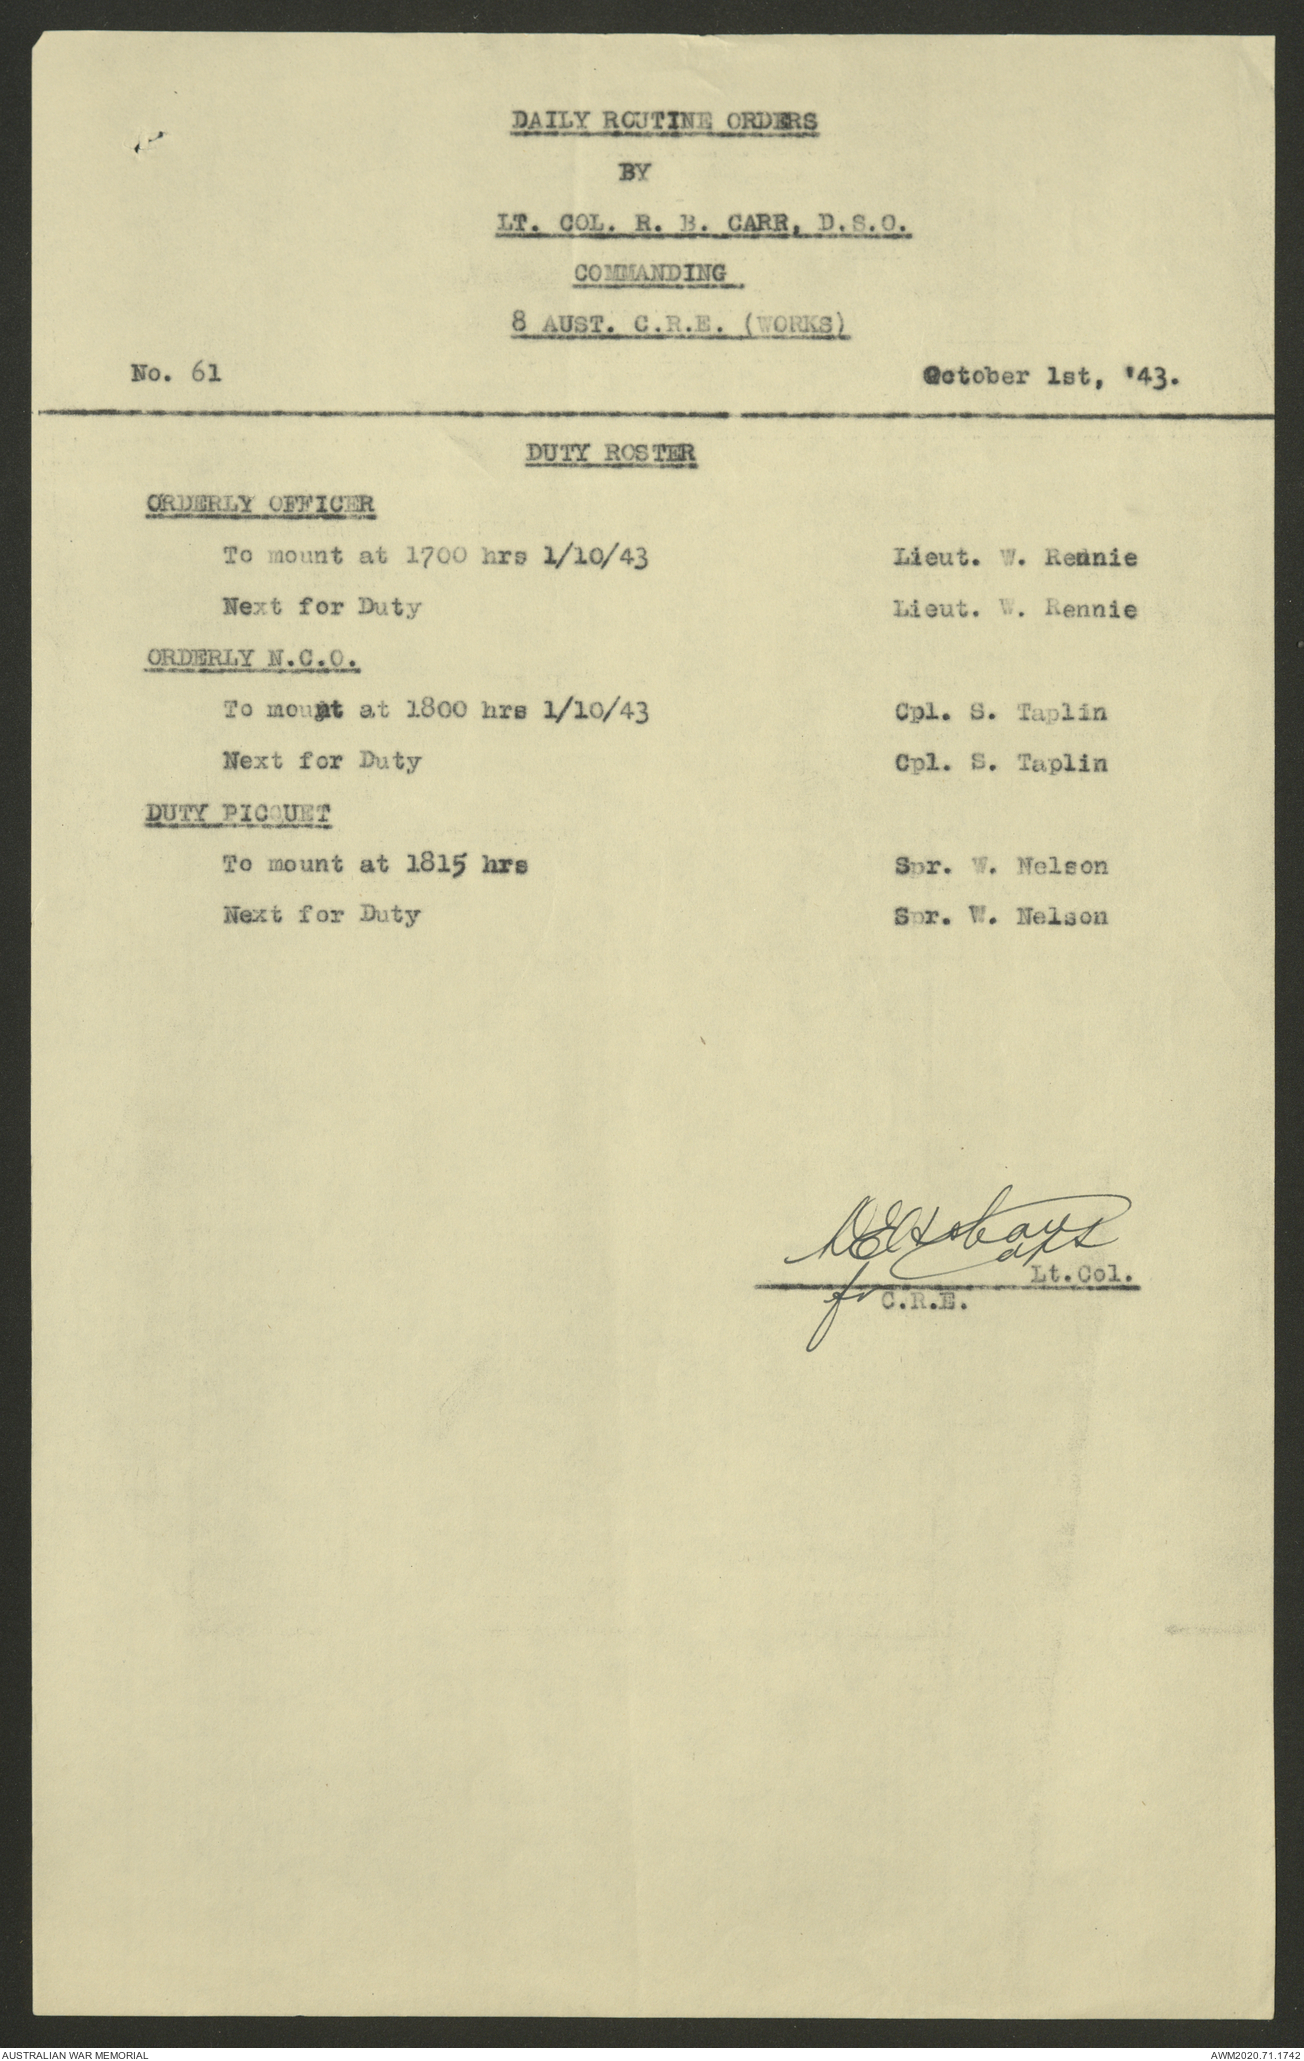 DAILY ROUTINE ORDERS
BY
LT. COL. R. B. CARR, D.S.O.
COMMANDING.
8 AUST. C.R.E. (WORKS)
No. 61 October 1st, '43.
DUTY ROSTER
ORDERLY OFFICER
To mount at 1700 hrs 1/10/43 Lieut. W. Rennie
Next for Duty Lieut. W. Rennie
ORDERLY N.C.O.
To mount at 1800 hrs 1/10/43 Cpl. S. Taplin
Next for Duty Cpl. S. Taplin
DUTY PICQUET
To mount at 1815 hrs Spr. W. Nelson
Next for Duty Spr. W. Nelson
Lt.Col.
for C.R.E.
AUSTRALIAN WAR MEMORIAL AWM2020.71.1742